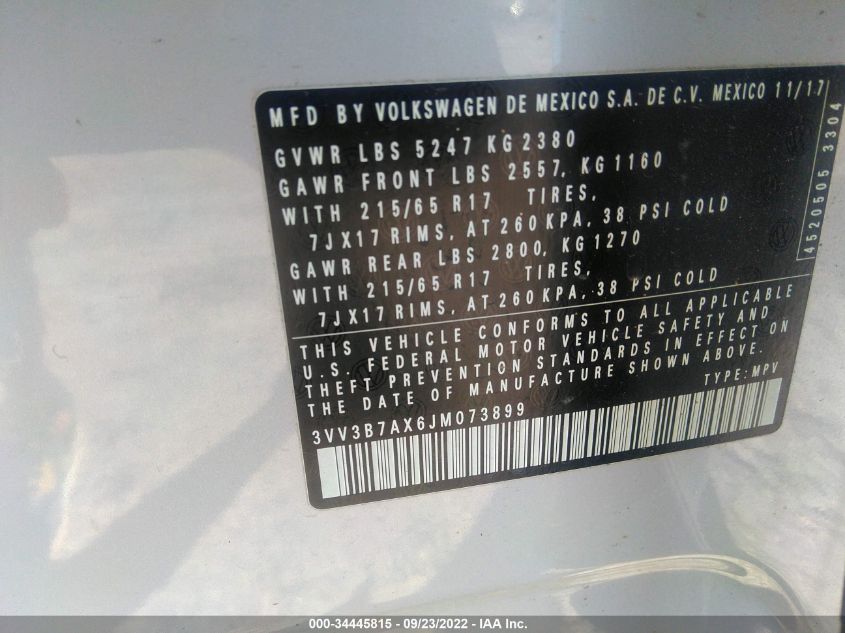 MFD BY VOLKSWAGEN DE MEXICO S.A. DE C.V. MEXICO 11/17
GVWR LBS 5247 KG 2380
GAWR FRONT LBS 2557, KG 1160
WITH 215/65 R17 TIRES,
7JX17 RIMS, AT 260 KPA, 38 PSI COLD
GAWR REAR LBS 2800, KG 1270
WITH 215/65 R17 TIRES,
7JX17 RIMS, AT 260 KPA, 38 PSI COLD
4520505 3304
THIS VEHICLE CONFORMS TO ALL APPLICABLE
U.S. FEDERAL MOTOR VEHICLE SAFETY AND
THEFT PREVENTION STANDARDS IN EFFECT ON
THE DATE OF MANUFACTURE SHOWN ABOVE.
TYPE: MPV
3VV3B7AX6JM073899
000-34445815 - 09/23/2022 - IAA Inc.